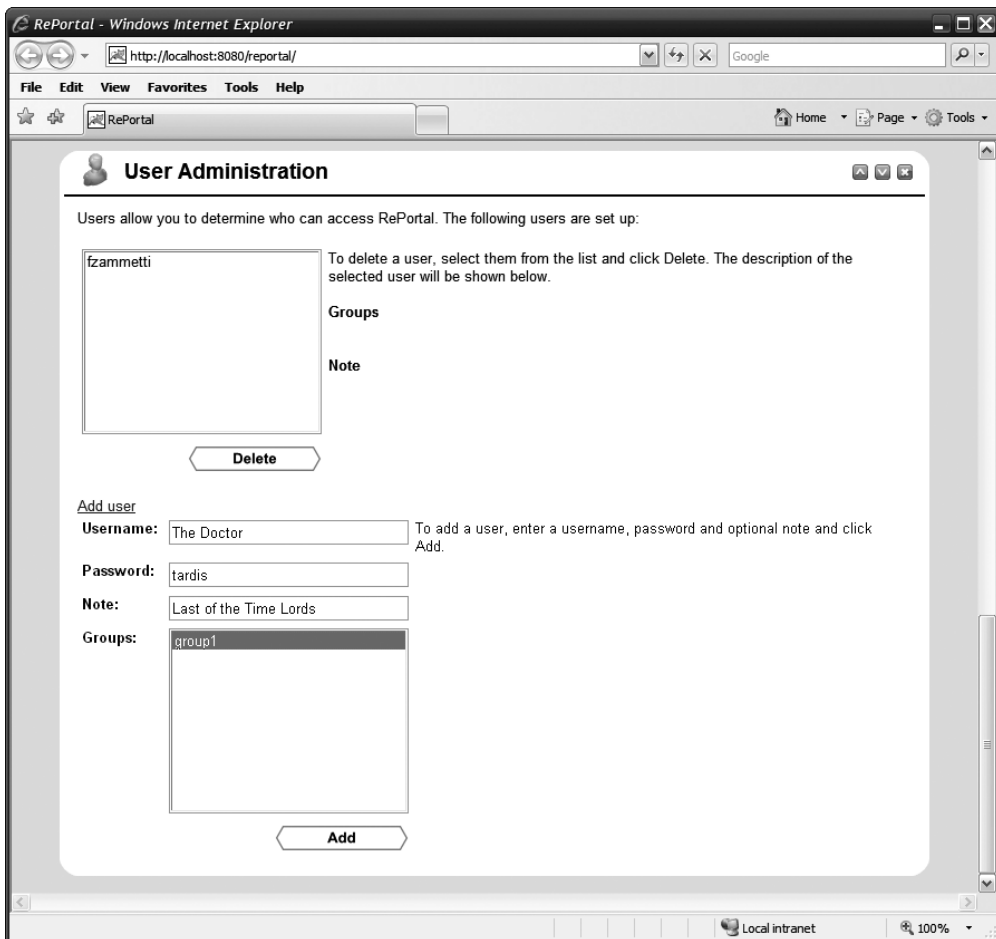 RePortal - Windows Internet Explorer
http://localhost:8080/reportal/
Google
File Edit View Favorites Tools Help
RePortal
Home Page Tools
User Administration
Users allow you to determine who can access RePortal. The following users are set up:
fzammetti
To delete a user, select them from the list and click Delete. The description of the
selected user will be shown below.
Groups
Note
Delete
Add user
Username:
The Doctor
To add a user, enter a username, password and optional note and click
Add.
Password:
tardis
Note:
Last of the Time Lords
Groups:
group1
Add
Local intranet
100%